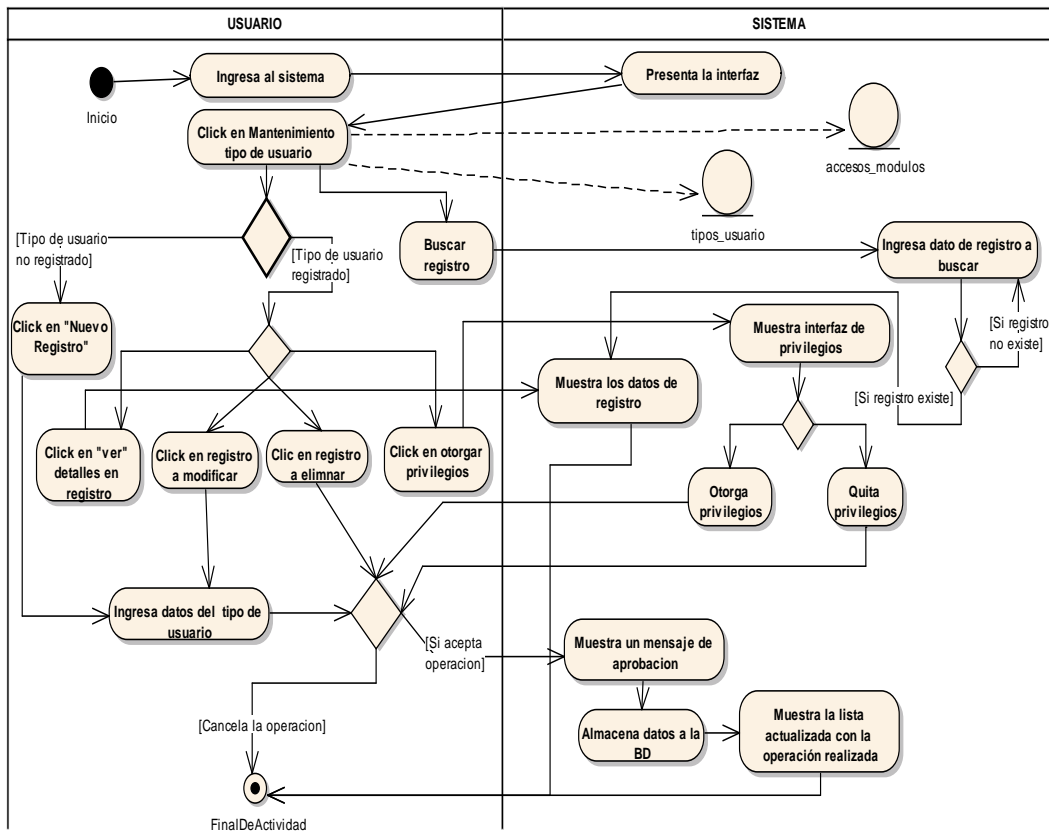 USUARIO
SISTEMA
Ingresa al sistema
Presenta la interfaz
Inicio
Click en Mantenimiento
tipo de usuario
accesos_modulos
tipos_usuario
[Tipo de usuario
no registrado]
[Tipo de usuario
registrado]
Buscar
registro
Ingresa dato de registro a
buscar
Click en "Nuevo
Registro"
Muestra interfaz de
privilegios
[Si registro
no existe]
Muestra los datos de
registro
[Si registro existe]
Click en "ver"
detalles en
registro
Click en registro
a modificar
Clic en registro
a elimnar
Click en otorgar
privilegios
Otorga
privilegios
Quita
privilegios
Ingresa datos del tipo de
usuario
[Si acepta
operacion]
Muestra un mensaje de
aprobacion
[Cancela la operacion]
Almacena datos a la
BD
Muestra la lista
actualizada con la
operación realizada
FinalDeActividad